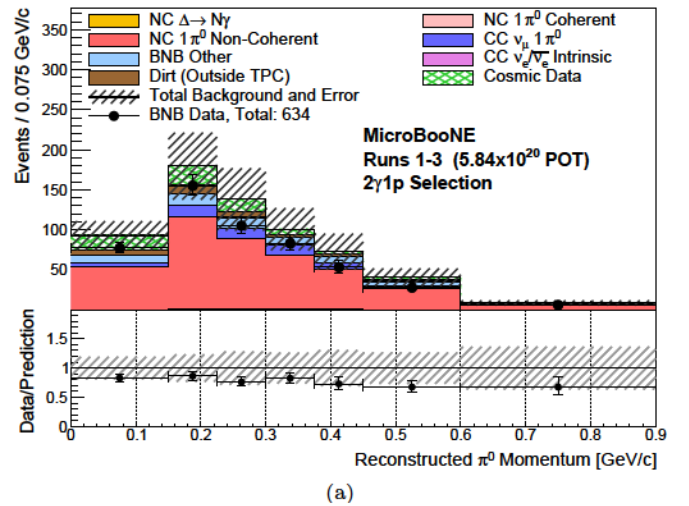 NC Δ→ Nγ
NC 1π⁰ Coherent
NC 1π⁰ Non-Coherent
CC ν_μ 1π⁰
BNB Other
CC ν_e/ν̅_e Intrinsic
Dirt (Outside TPC)
Cosmic Data
Total Background and Error
BNB Data, Total: 634
MicroBooNE
Runs 1-3 (5.84x10²⁰ POT)
2γ1p Selection
Events / 0.075 GeV/c
350
300
250
200
150
100
50
Data/Prediction
1.5
1
0.5
0
0 0.1 0.2 0.3 0.4 0.5 0.6 0.7 0.8 0.9
Reconstructed π⁰ Momentum [GeV/c]
(a)